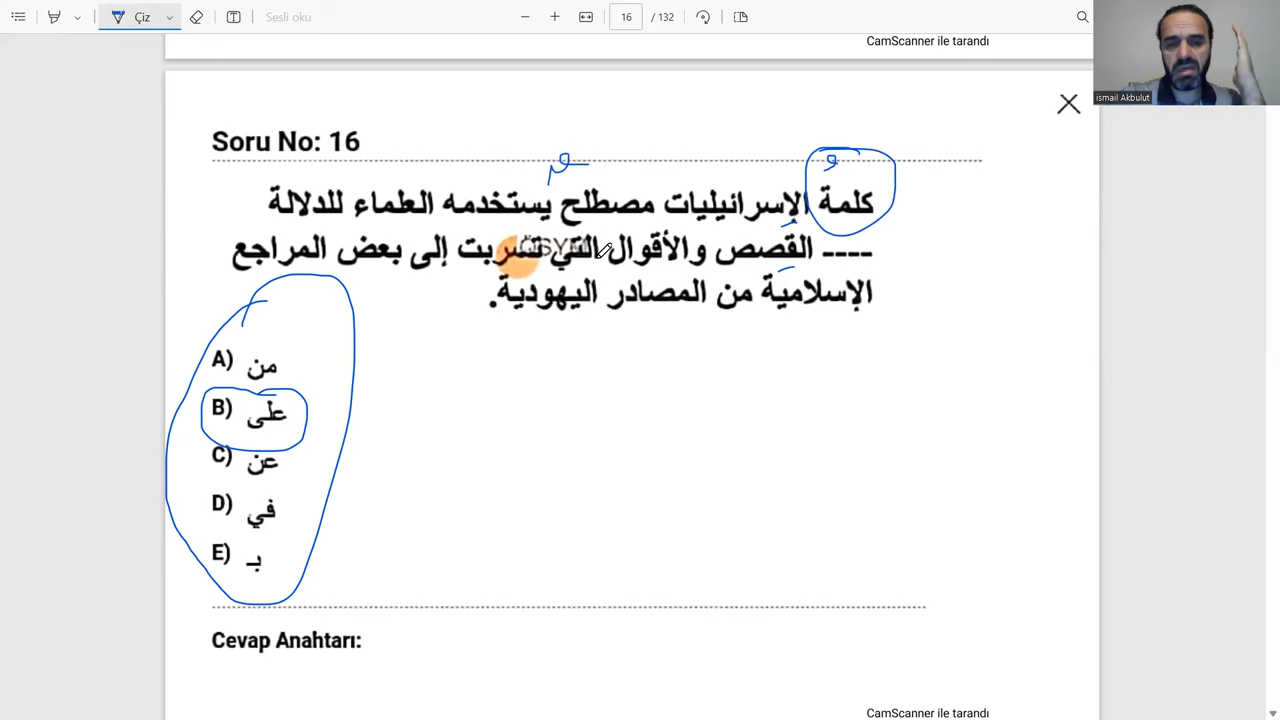 Çiz
Sesli oku
16
/ 132
CamScanner ile tarandı
ismail Akbulut
Soru No: 16
كلمة الإسرائيليات مصطلح يستخدمه العلماء للدلالة
---- القصص والأقوال التي تسربت إلى بعض المراجع
الإسلامية من المصادر اليهودية.
A) من
B) على
C) عن
D) في
E) بـ
Cevap Anahtarı:
CamScanner ile tarandı